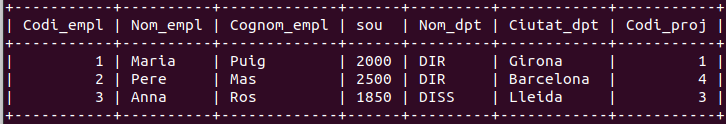 +-----------+----------+--------------+------+---------+------------+-----------+
| Codi_empl | Nom_empl | Cognom_empl | sou | Nom_dpt | Ciutat_dpt | Codi_proj |
| 1 | Maria | Puig | 2000 | DIR | Girona | 1 |
| 2 | Pere | Mas | 2500 | DIR | Barcelona | 4 |
| 3 | Anna | Ros | 1850 | DISS | Lleida | 3 |